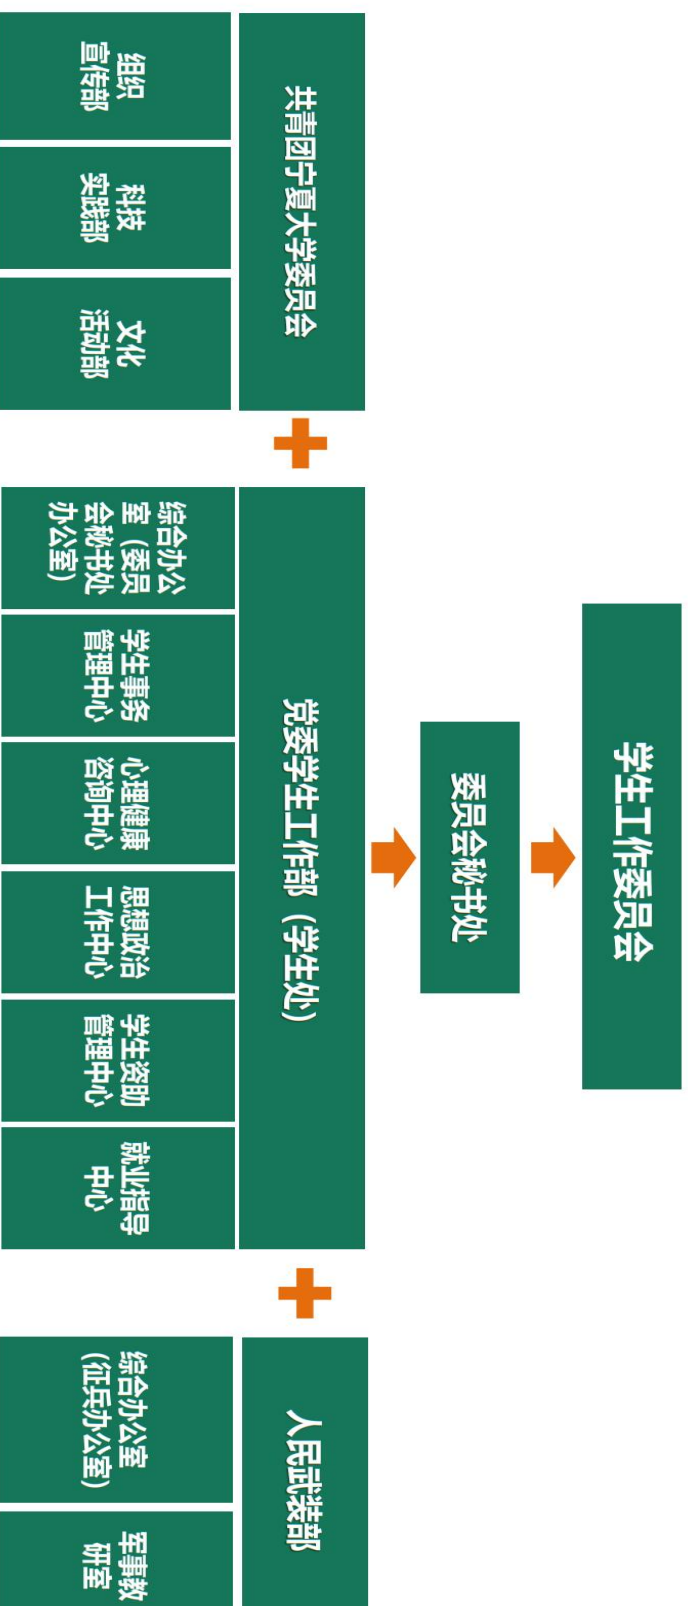 学生工作委员会
委员会秘书处
共青团宁夏大学委员会
党委学生工作部（学生处）
人民武装部
组织
宣传部
科技
实践部
文化
活动部
综合办公
室（委员
会秘书处
办公室）
学生事务
管理中心
心理健康
咨询中心
思想政治
工作中心
学生资助
管理中心
就业指导
中心
综合办公室
（征兵办公室）
军事教
研室